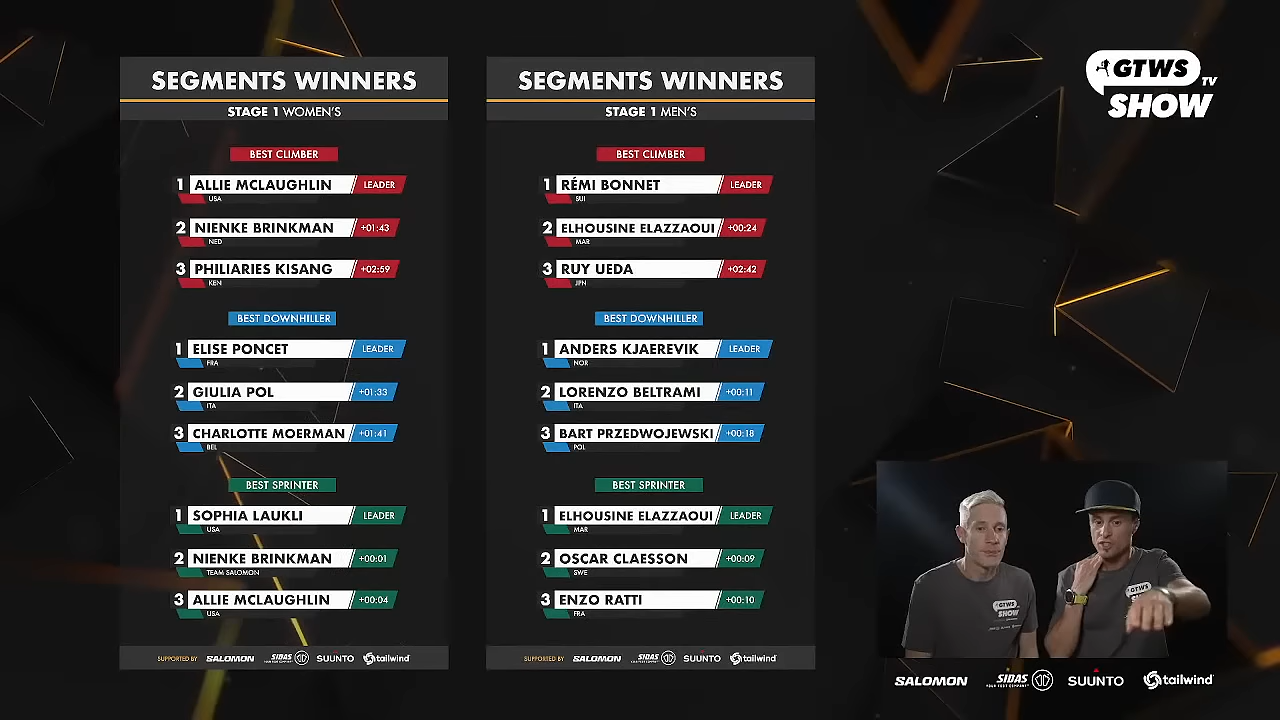 SEGMENTS WINNERS
STAGE 1 WOMEN'S
BEST CLIMBER
1 ALLIE MCLAUGHLIN LEADER
USA
2 NIENKE BRINKMAN +01:43
NED
3 PHILIARIES KISANG +02:59
KEN
BEST DOWNHILLER
1 ELISE PONCET LEADER
FRA
2 GIULIA POL +01:33
ITA
3 CHARLOTTE MOERMAN +01:41
BEL
BEST SPRINTER
1 SOPHIA LAUKLI LEADER
USA
2 NIENKE BRINKMAN +00:01
TEAM SALOMON
3 ALLIE MCLAUGHLIN +00:04
USA
SUPPORTED BY SALOMON SIDAS SUUNTO tailwind
SEGMENTS WINNERS
STAGE 1 MEN'S
BEST CLIMBER
1 RÉMI BONNET LEADER
SUI
2 ELHOUSINE ELAZZAOUI +00:24
MAR
3 RUY UEDA +02:42
JPN
BEST DOWNHILLER
1 ANDERS KJAEREVIK LEADER
NOR
2 LORENZO BELTRAMI +00:11
ITA
3 BART PRZEDWOJEWSKI +00:18
POL
BEST SPRINTER
1 ELHOUSINE ELAZZAOUI LEADER
MAR
2 OSCAR CLAESSON +00:09
SWE
3 ENZO RATTI +00:10
FRA
SUPPORTED BY SALOMON SIDAS SUUNTO tailwind
GTWS TV
SHOW
GTWS
SHOW
GTWS
SHOW
SALOMON SIDAS SUUNTO tailwind
YOUR FOOT COMPANY